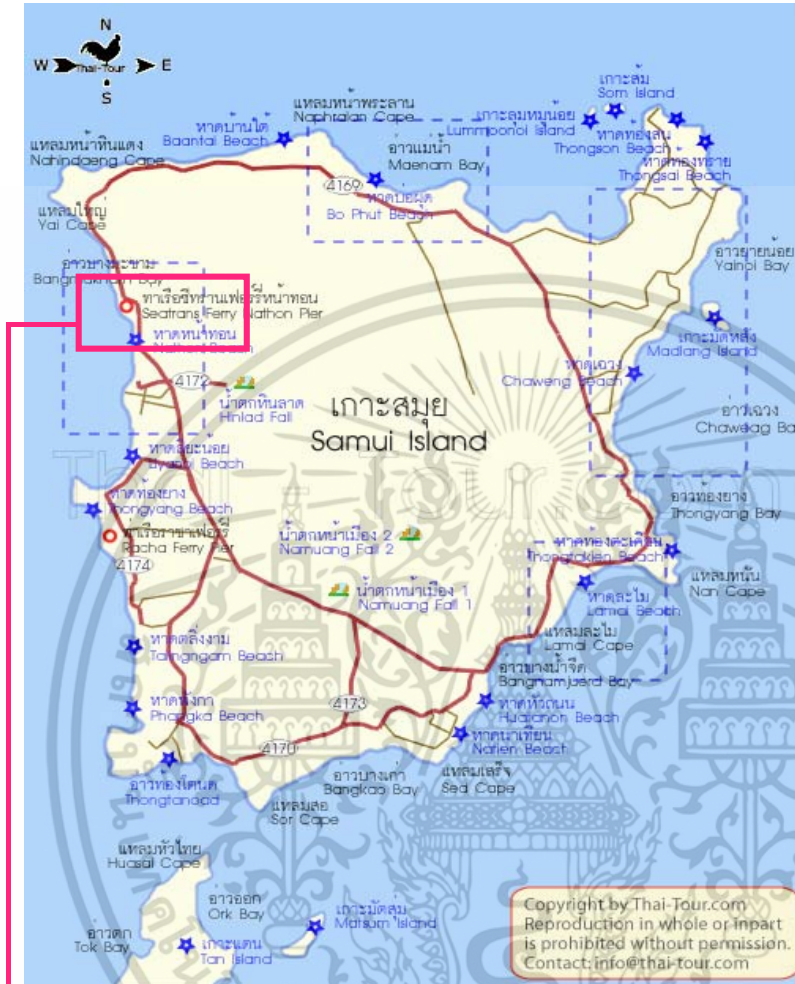 N
W Thai-Tour E
S
เกาะส้ม
Som Island
แหลมหน้าพระลาน
Naphralan Cape
เกาะลุมหมูน้อย
Lummoonoi Island
หาดบ้านใต้
Baantai Beach
หาดท้องสน
Thongson Beach
แหลมหน้าหินแดง
Nahindaeng Cape
อ่าวแม่น้ำ
Maenam Bay
หาดท้องทราย
Thongsai Beach
4169
หาดบ่อผุด
Bo Phut Beach
แหลมใหญ่
Yai Cape
อ่าวยายน้อย
Yainoi Bay
อ่าวบางมะขาม
Bangmakham Bay
ท่าเรือซีทรานเฟอร์รี่หน้าทอน
Seatrans Ferry Nathon Pier
หาดหน้าทอน
Nathon Beach
เกาะมัดหลัง
Madlang Island
หาดเฉวง
Chaweng Beach
4172
น้ำตกหินลาด
Hinlad Fall
เกาะสมุย
Samui Island
อ่าวเฉวง
Chaweng Ba
หาดลิยะน้อย
Beach
หาดท้องยาง
Thongyang Beach
อ่าวท้องยาง
Thongyang Bay
ท่าเรือราชาเฟอร์รี่
Racha Ferry Pier
น้ำตกหน้าเมือง 2
Namuang Fall 2
หาดท้องตะเคียน
Thongtakien Beach
4174
น้ำตกหน้าเมือง 1
Namuang Fall 1
แหลมหนัน
Nan Cape
หาดละไม
Lamai Beach
แหลมละไม
Lamai Cape
หาดตลิ่งงาม
Talingngam Beach
อ่าวบางน้ำจืด
Bangnamjuerd Bay
หาดพังกา
Phangka Beach
4173
หาดหัวถนน
Huatanon Beach
หาดนาเทียน
Natien Beach
4170
อ่าวท้องโตนด
Thongtanood
อ่าวบางเก่า
Bangkao Bay
แหลมเสร็จ
Sed Cape
แหลมสอ
Sor Cape
แหลมหัวไทย
Huasai Cape
อ่าวออก
Ork Bay
เกาะมัดสุม
Matsum Island
อ่าวตก
Tok Bay
เกาะแตน
Tan Island
Copyright by Thai-Tour.com
Reproduction in whole or inpart
is prohibited without permission.
Contact: info@thai-tour.com